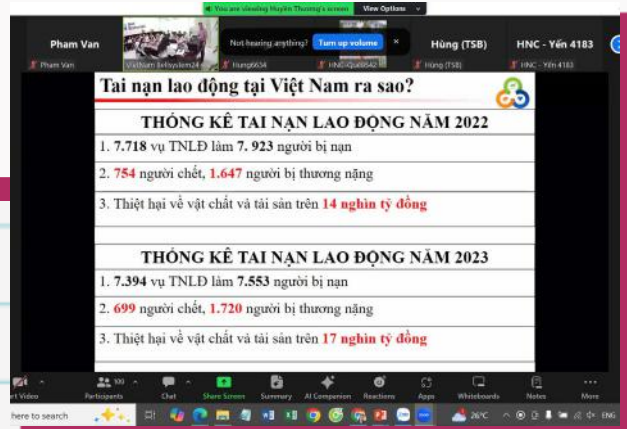 You are viewing Huyền Thương's screen View Options
Pham Van
Not hearing anything? Turn up volume ×
Hùng (TSB)
HNC - Yến 4183
Pham Van
Hung6634
Hùng (TSB)
HNC - Yến 4183
Tai nạn lao động tại Việt Nam ra sao?
THỐNG KÊ TAI NẠN LAO ĐỘNG NĂM 2022
1. 7.718 vụ TNLĐ làm 7. 923 người bị nạn
2. 754 người chết, 1.647 người bị thương nặng
3. Thiệt hại về vật chất và tài sản trên 14 nghìn tỷ đồng
THỐNG KÊ TAI NẠN LAO ĐỘNG NĂM 2023
1. 7.394 vụ TNLĐ làm 7.553 người bị nạn
2. 699 người chết, 1.720 người bị thương nặng
3. Thiệt hại về vật chất và tài sản trên 17 nghìn tỷ đồng
Video Participants Chat Share Screen Summary AI Companion Reactions Apps Whiteboards Notes More
here to search 26°C ENG